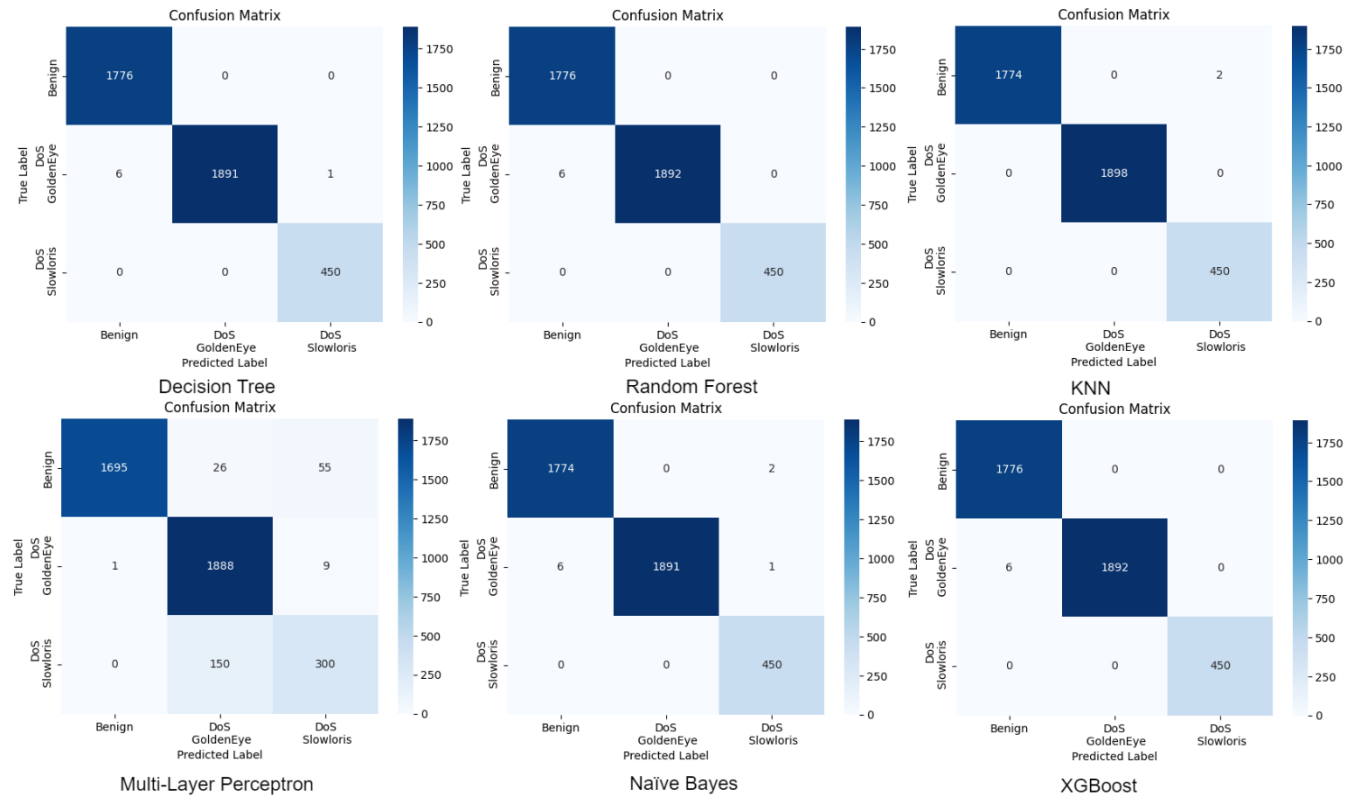 Confusion Matrix
1776 0 0
6 1891 1
0 0 450
True Label
Benign
DoS
GoldenEye
DoS
Slowloris
Benign
DoS
GoldenEye
DoS
Slowloris
Predicted Label
1750
1500
1250
1000
750
500
250
0
Decision Tree
Confusion Matrix
1776 0 0
6 1892 0
0 0 450
True Label
Benign
DoS
GoldenEye
DoS
Slowloris
Benign
DoS
GoldenEye
DoS
Slowloris
Predicted Label
1750
1500
1250
1000
750
500
250
0
Random Forest
Confusion Matrix
1774 0 2
0 1898 0
0 0 450
True Label
Benign
DoS
GoldenEye
DoS
Slowloris
Benign
DoS
GoldenEye
DoS
Slowloris
Predicted Label
1750
1500
1250
1000
750
500
250
0
KNN
Confusion Matrix
1695 26 55
1 1888 9
0 150 300
True Label
Benign
DoS
GoldenEye
DoS
Slowloris
Benign
DoS
GoldenEye
DoS
Slowloris
Predicted Label
1750
1500
1250
1000
750
500
250
0
Multi-Layer Perceptron
Confusion Matrix
1774 0 2
6 1891 1
0 0 450
True Label
Benign
DoS
GoldenEye
DoS
Slowloris
Benign
DoS
GoldenEye
DoS
Slowloris
Predicted Label
1750
1500
1250
1000
750
500
250
0
Naïve Bayes
Confusion Matrix
1776 0 0
6 1892 0
0 0 450
True Label
Benign
DoS
GoldenEye
DoS
Slowloris
Benign
DoS
GoldenEye
DoS
Slowloris
Predicted Label
1750
1500
1250
1000
750
500
250
0
XGBoost